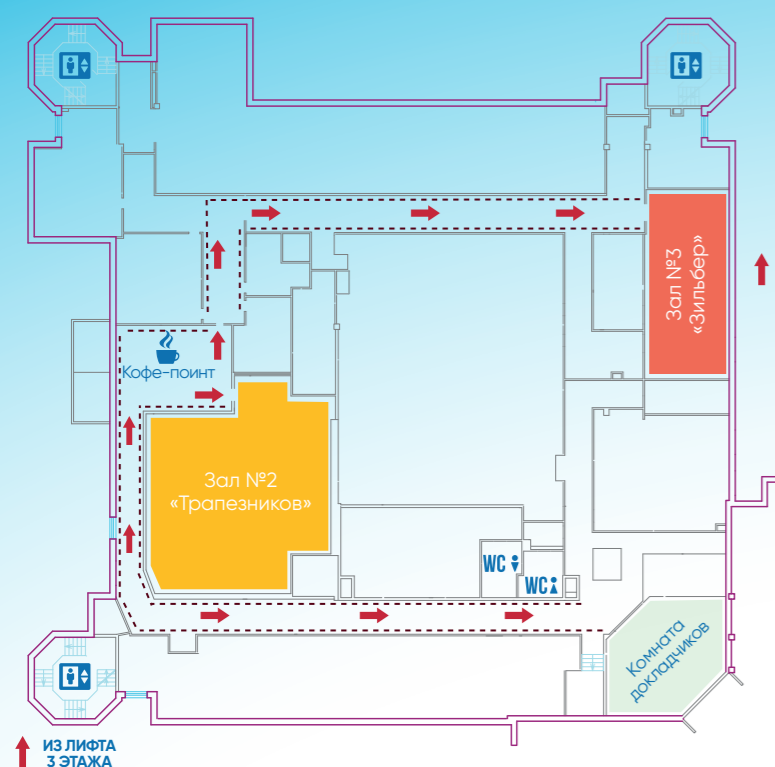 Зал №3
«Зильбер»
Кофе-поинт
Зал №2
«Трапезников»
WC
WC
Комната
докладчиков
ИЗ ЛИФТА
3 ЭТАЖА